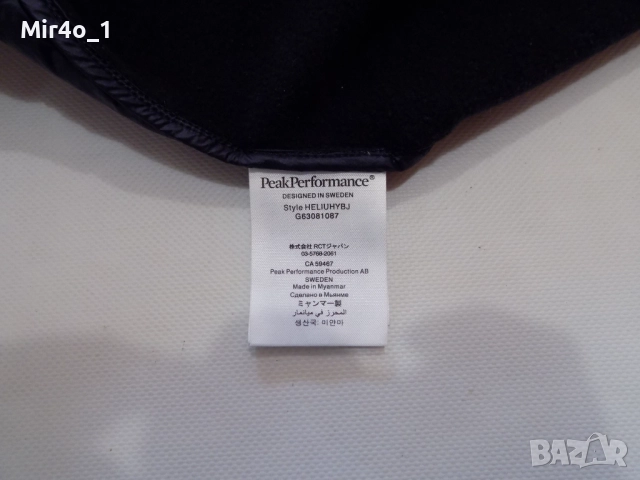 Mir4o_1
PeakPerformance®
DESIGNED IN SWEDEN
Style HELIUHYBJ
G63081087
株式会社 RCTジャパン
03-5768-2061
CA 59467
Peak Performance Production AB
SWEDEN
Made in Myanmar
Сделано в Мьянме
ミャンマー製
المحرز في ميانمار
생산국: 미얀마
BAZAR